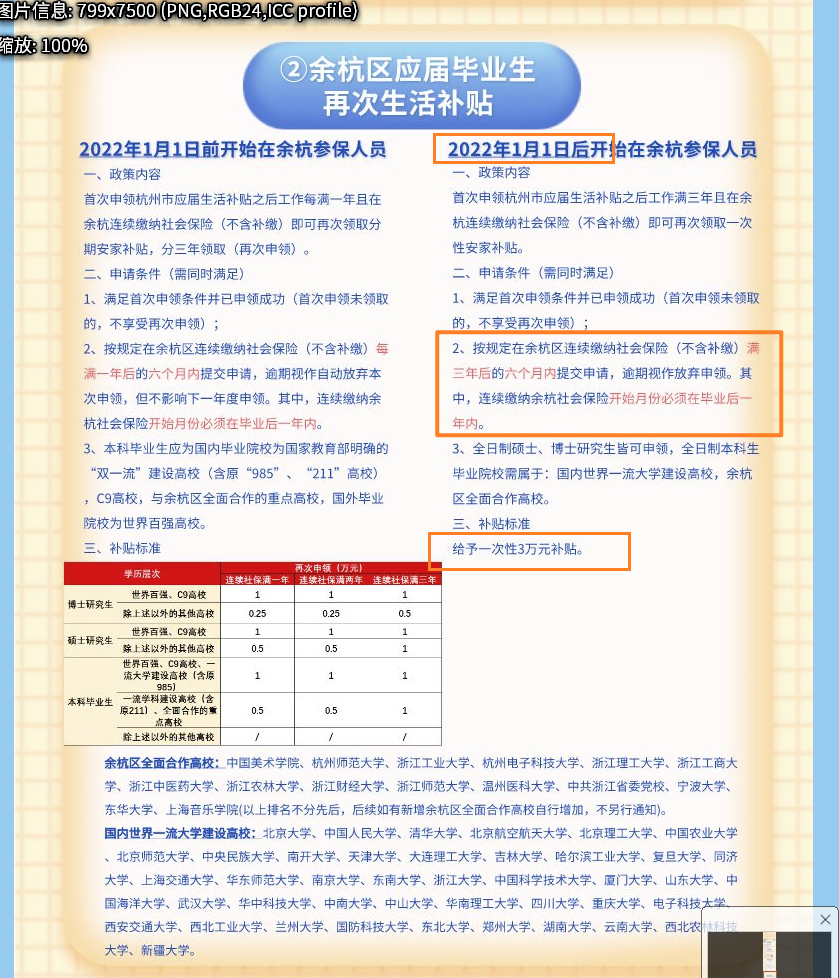 图片信息: 799x7500 (PNG,RGB24,ICC profile)
缩放: 100%
②余杭区应届毕业生
再次生活补贴
2022年1月1日前开始在余杭参保人员
一、政策内容
首次申领杭州市应届生活补贴之后工作每满一年且在
余杭连续缴纳社会保险（不含补缴）即可再次领取分
期安家补贴，分三年领取（再次申领）。
二、申请条件（需同时满足）
1、满足首次申领条件并已申领成功（首次申领未领取
的，不享受再次申领）；
2、按规定在余杭区连续缴纳社会保险（不含补缴）每
满一年后的六个月内提交申请，逾期视作自动放弃本
次申领，但不影响下一年度申领。其中，连续缴纳余
杭社会保险开始月份必须在毕业后一年内。
3、本科毕业生应为国内毕业院校为国家教育部明确的
“双一流”建设高校（含原“985”、“211”高校）
，C9高校，与余杭区全面合作的重点高校，国外毕业
院校为世界百强高校。
三、补贴标准
2022年1月1日后开始在余杭参保人员
一、政策内容
首次申领杭州市应届生活补贴之后工作满三年且在余
杭连续缴纳社会保险（不含补缴）即可再次领取一次
性安家补贴。
二、申请条件（需同时满足）
1、满足首次申领条件并已申领成功（首次申领未领取
的，不享受再次申领）；
2、按规定在余杭区连续缴纳社会保险（不含补缴）满
三年后的六个月内提交申请，逾期视作放弃申领。其
中，连续缴纳余杭社会保险开始月份必须在毕业后一
年内。
3、全日制硕士、博士研究生皆可申领，全日制本科生
毕业院校需属于：国内世界一流大学建设高校，余杭
区全面合作高校。
三、补贴标准
给予一次性3万元补贴。
学历层次 再次申领（万元）
连续社保满一年 连续社保满两年 连续社保满三年
博士研究生 世界百强、C9高校 1 1 1
除上述以外的其他高校 0.25 0.25 0.5
硕士研究生 世界百强、C9高校 1 1 1
除上述以外的其他高校 0.5 0.5 1
本科毕业生 世界百强、C9高校、一
流大学建设高校（含原
985） 1 1 1
一流学科建设高校（含
原211）、全面合作的重
点高校 0.5 0.5 1
除上述以外的其他高校 / / /
余杭区全面合作高校：中国美术学院、杭州师范大学、浙江工业大学、杭州电子科技大学、浙江理工大学、浙江工商大
学、浙江中医药大学、浙江农林大学、浙江财经大学、浙江师范大学、温州医科大学、中共浙江省委党校、宁波大学、
东华大学、上海音乐学院(以上排名不分先后，后续如有新增余杭区全面合作高校自行增加，不另行通知)。
国内世界一流大学建设高校：北京大学、中国人民大学、清华大学、北京航空航天大学、北京理工大学、中国农业大学
、北京师范大学、中央民族大学、南开大学、天津大学、大连理工大学、吉林大学、哈尔滨工业大学、复旦大学、同济
大学、上海交通大学、华东师范大学、南京大学、东南大学、浙江大学、中国科学技术大学、厦门大学、山东大学、中
国海洋大学、武汉大学、华中科技大学、中南大学、中山大学、华南理工大学、四川大学、重庆大学、电子科技大学、
西安交通大学、西北工业大学、兰州大学、国防科技大学、东北大学、郑州大学、湖南大学、云南大学、西北农林科技
大学、新疆大学。